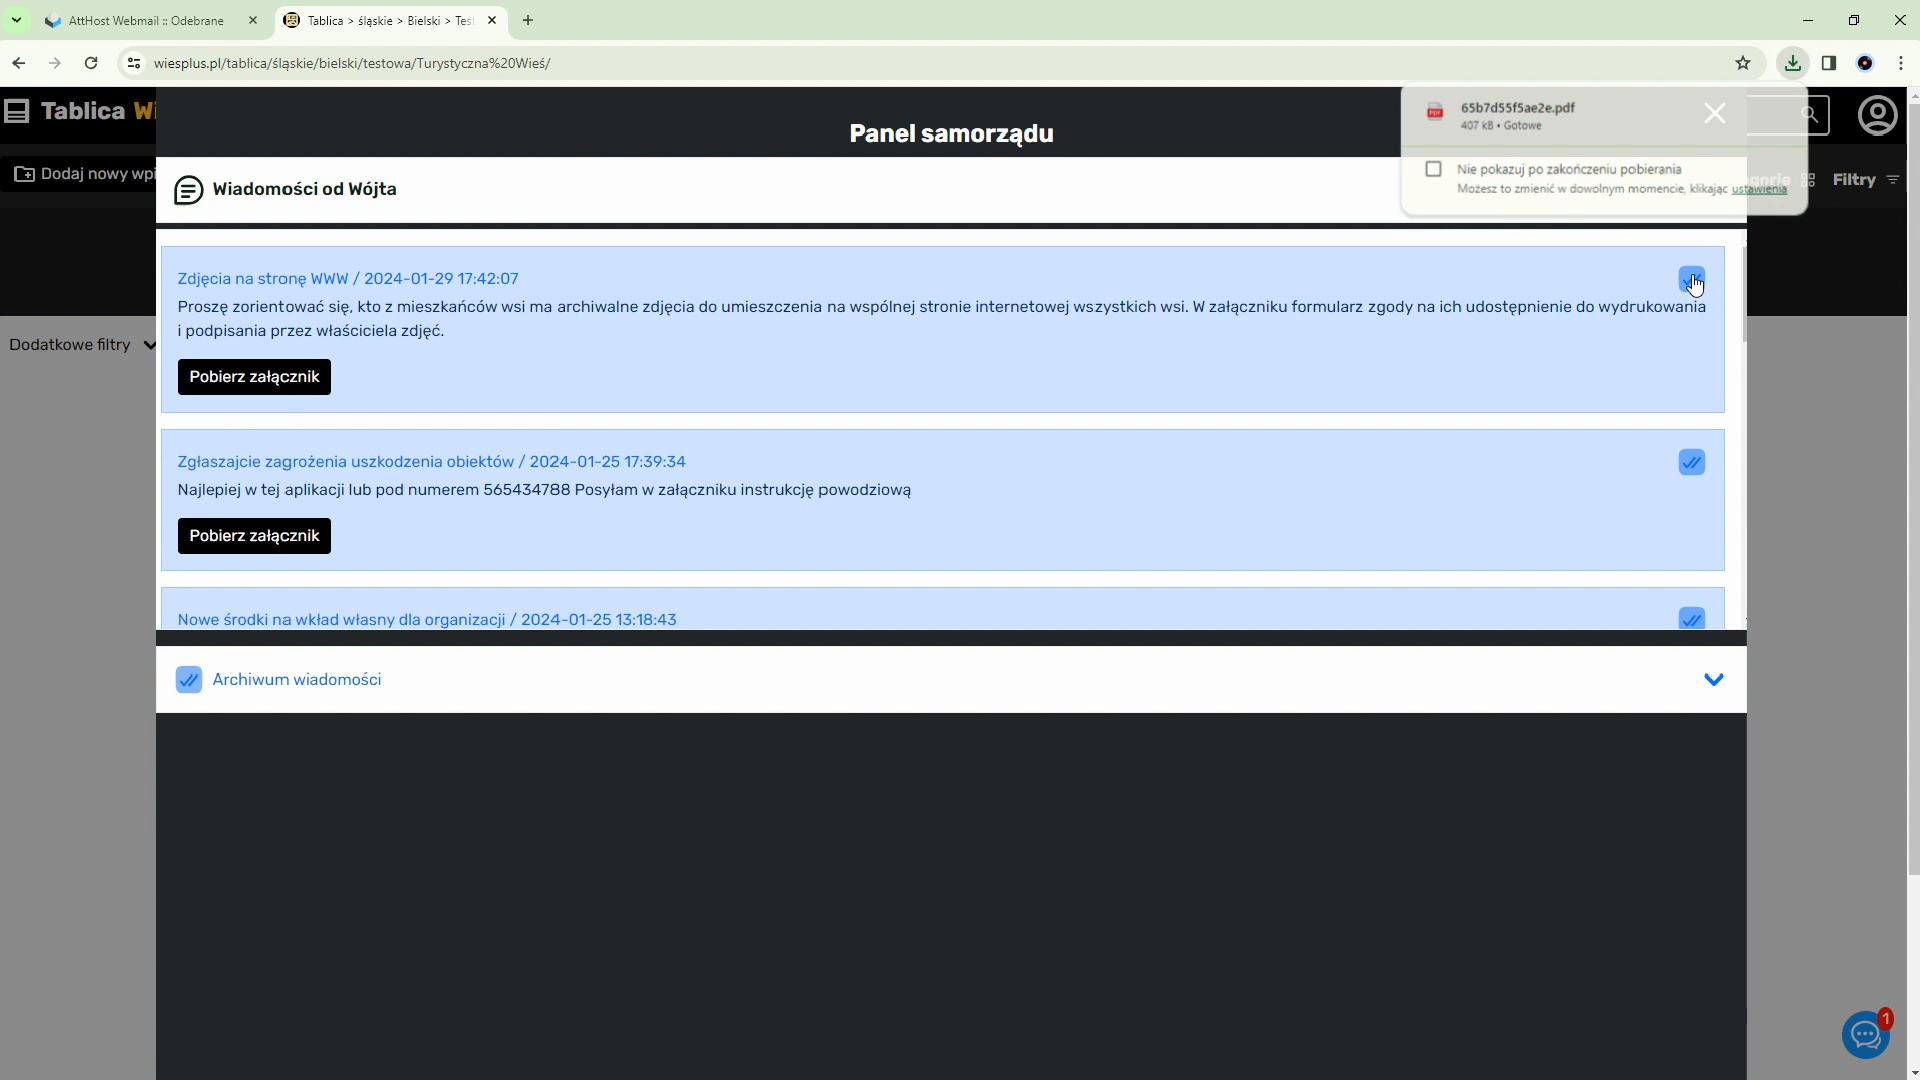 AttHost Webmail :: Odebrane
Tablica > śląskie > Bielski > Test
wiesplus.pl/tablica/śląskie/bielski/testowa/Turystyczna%20Wieś/
Tablica Wi
Panel samorządu
65b7d55f5ae2e.pdf
407 kB • Gotowe
Nie pokazuj po zakończeniu pobierania
Możesz to zmienić w dowolnym momencie, klikając ustawienia
Dodaj nowy wpi
Filtry
Wiadomości od Wójta
Zdjęcia na stronę WWW / 2024-01-29 17:42:07
Proszę zorientować się, kto z mieszkańców wsi ma archiwalne zdjęcia do umieszczenia na wspólnej stronie internetowej wszystkich wsi. W załączniku formularz zgody na ich udostępnienie do wydrukowania
i podpisania przez właściciela zdjęć.
Dodatkowe filtry
Pobierz załącznik
Zgłaszajcie zagrożenia uszkodzenia obiektów / 2024-01-25 17:39:34
Najlepiej w tej aplikacji lub pod numerem 565434788 Posyłam w załączniku instrukcję powodziową
Pobierz załącznik
Nowe środki na wkład własny dla organizacji / 2024-01-25 13:18:43
Archiwum wiadomości
1